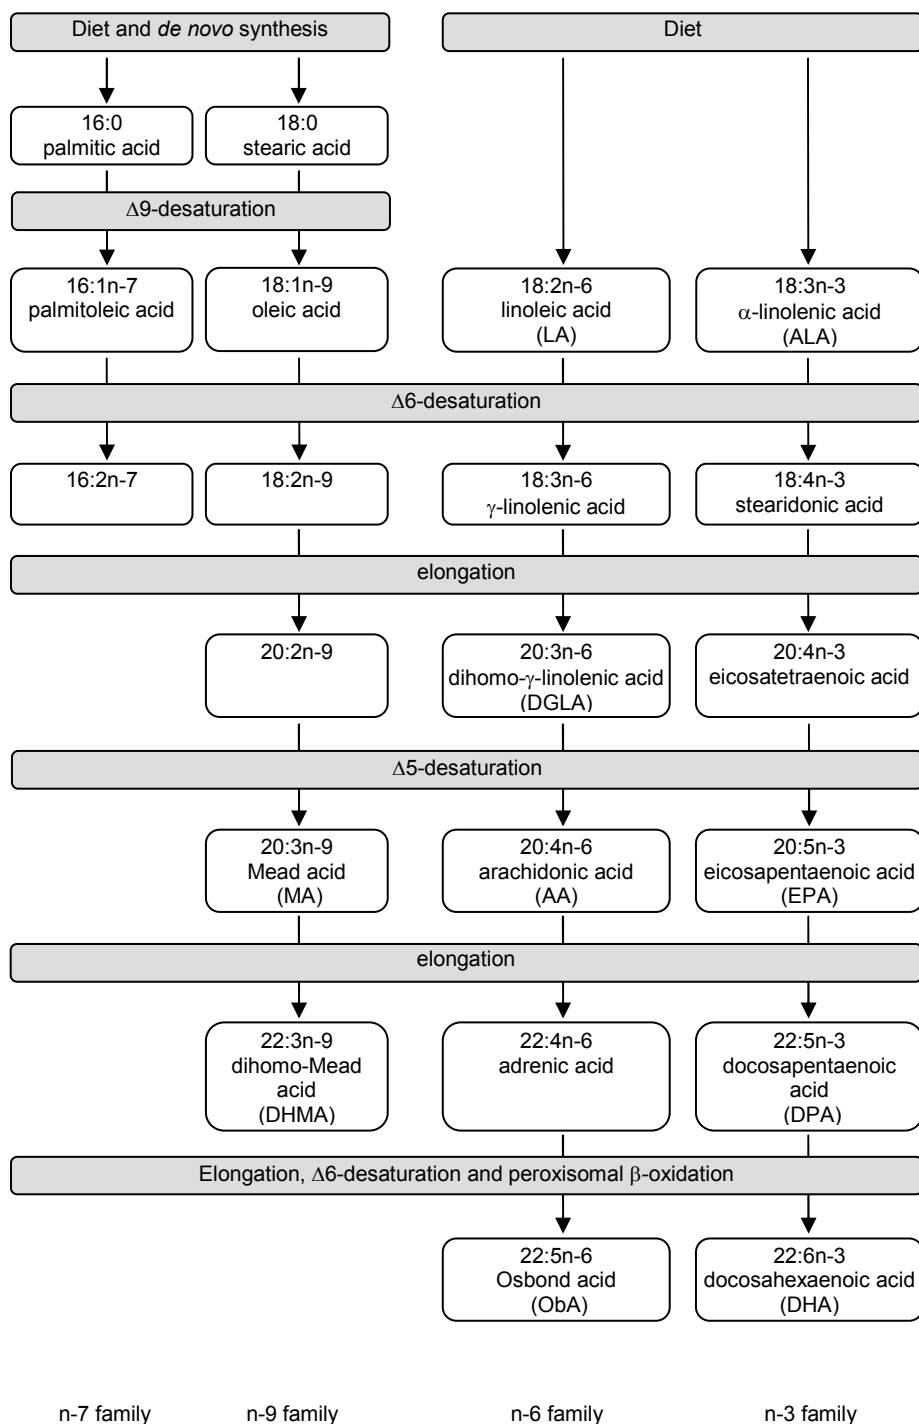 Diet and de novo synthesis
Diet
16:0
palmitic acid
18:0
stearic acid
Δ9-desaturation
16:1n-7
palmitoleic acid
18:1n-9
oleic acid
18:2n-6
linoleic acid
(LA)
18:3n-3
α-linolenic acid
(ALA)
Δ6-desaturation
16:2n-7
18:2n-9
18:3n-6
γ-linolenic acid
18:4n-3
stearidonic acid
elongation
20:2n-9
20:3n-6
dihomo-γ-linolenic acid
(DGLA)
20:4n-3
eicosatetraenoic acid
Δ5-desaturation
20:3n-9
Mead acid
(MA)
20:4n-6
arachidonic acid
(AA)
20:5n-3
eicosapentaenoic acid
(EPA)
elongation
22:3n-9
dihomo-Mead
acid
(DHMA)
22:4n-6
adrenic acid
22:5n-3
docosapentaenoic
acid
(DPA)
Elongation, Δ6-desaturation and peroxisomal β-oxidation
22:5n-6
Osbond acid
(ObA)
22:6n-3
docosahexaenoic acid
(DHA)
n-7 family
n-9 family
n-6 family
n-3 family